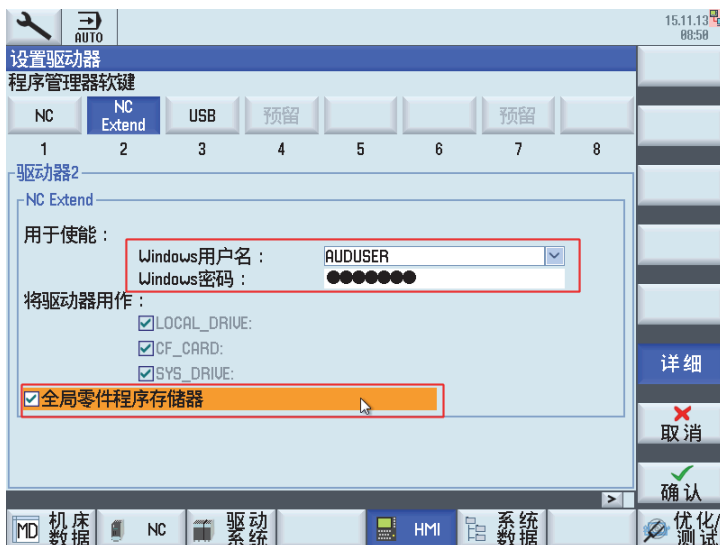 AUTO
15.11.13
08:50
设置驱动器
程序管理器软键
NC
NC Extend
USB
预留
预留
1 2 3 4 5 6 7 8
驱动器2
NC Extend
用于使能：
Windows用户名： AUDUSER
Windows密码： ●●●●●●●
将驱动器用作：
LOCAL_DRIVE:
CF_CARD:
SYS_DRIVE:
全局零件程序存储器
详细
取消
确认
>
MD 机床数据
NC
驱动系统
HMI
系统数据
优化/测试